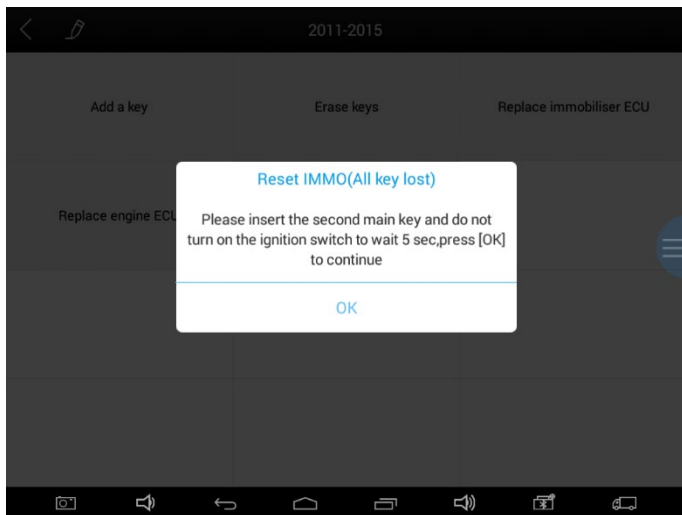 2011-2015
Add a key
Erase keys
Replace immobiliser ECU
Replace engine ECU
Reset IMMO(All key lost)
Please insert the second main key and do not
turn on the ignition switch to wait 5 sec,press [OK]
to continue
OK